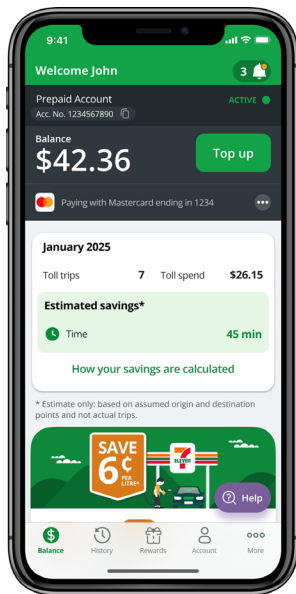 9:41
Welcome John
3
Prepaid Account
ACTIVE
Acc. No. 1234567890
Balance
$42.36
Top up
Paying with Mastercard ending in 1234
January 2025
Toll trips 7 Toll spend $26.15
Estimated savings*
Time 45 min
How your savings are calculated
* Estimate only: based on assumed origin and destination
points and not actual trips.
SAVE
6¢
PER
LITRE*
7
ELEVEN
Help
$
Balance
History
Rewards
Account
More